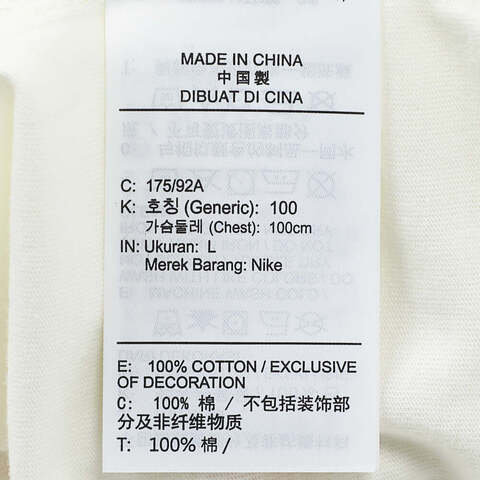 MADE IN CHINA
中 国 製
DIBUAT DI CINA
C: 175/92A
K: 호칭 (Generic): 100
가슴둘레 (Chest): 100cm
IN: Ukuran: L
Merek Barang: Nike
E: 100% COTTON / EXCLUSIVE
OF DECORATION
C: 100% 棉 / 不包括装饰部
分及非纤维物质
T: 100% 棉 /